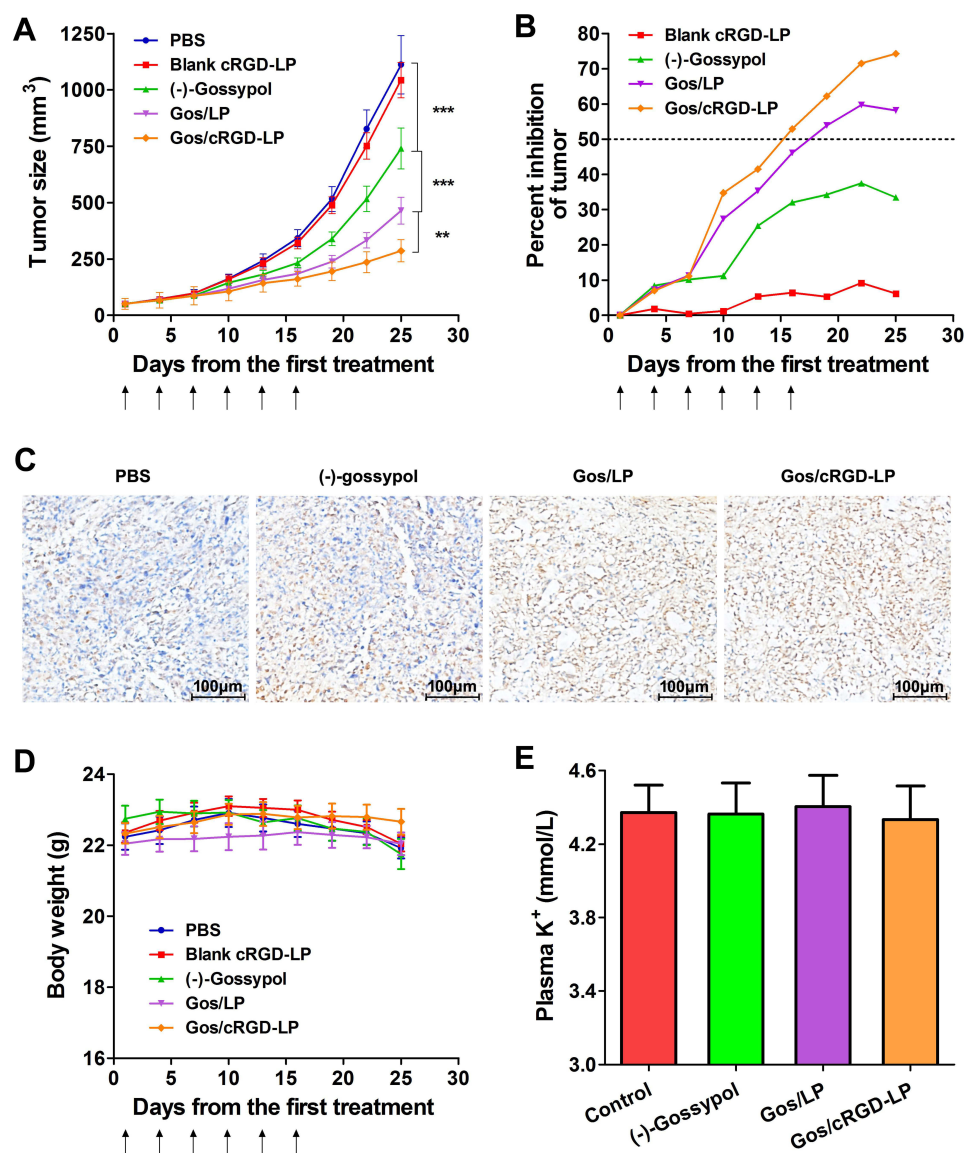 A
PBS
Blank cRGD-LP
(-)-Gossypol
Gos/LP
Gos/cRGD-LP
Tumor size (mm³)
1250
1000
750
500
250
0
***
***
**
0 5 10 15 20 25 30
Days from the first treatment
B
Blank cRGD-LP
(-)-Gossypol
Gos/LP
Gos/cRGD-LP
Percent inhibition
of tumor
80
70
60
50
40
30
20
10
0
0 5 10 15 20 25 30
Days from the first treatment
C
PBS
(-)-gossypol
Gos/LP
Gos/cRGD-LP
100μm
100μm
100μm
100μm
D
Body weight (g)
24
22
20
18
16
PBS
Blank cRGD-LP
(-)-Gossypol
Gos/LP
Gos/cRGD-LP
0 5 10 15 20 25 30
Days from the first treatment
E
Plasma K⁺ (mmol/L)
4.6
4.2
3.8
3.4
3.0
Control
(-)-Gossypol
Gos/LP
Gos/cRGD-LP